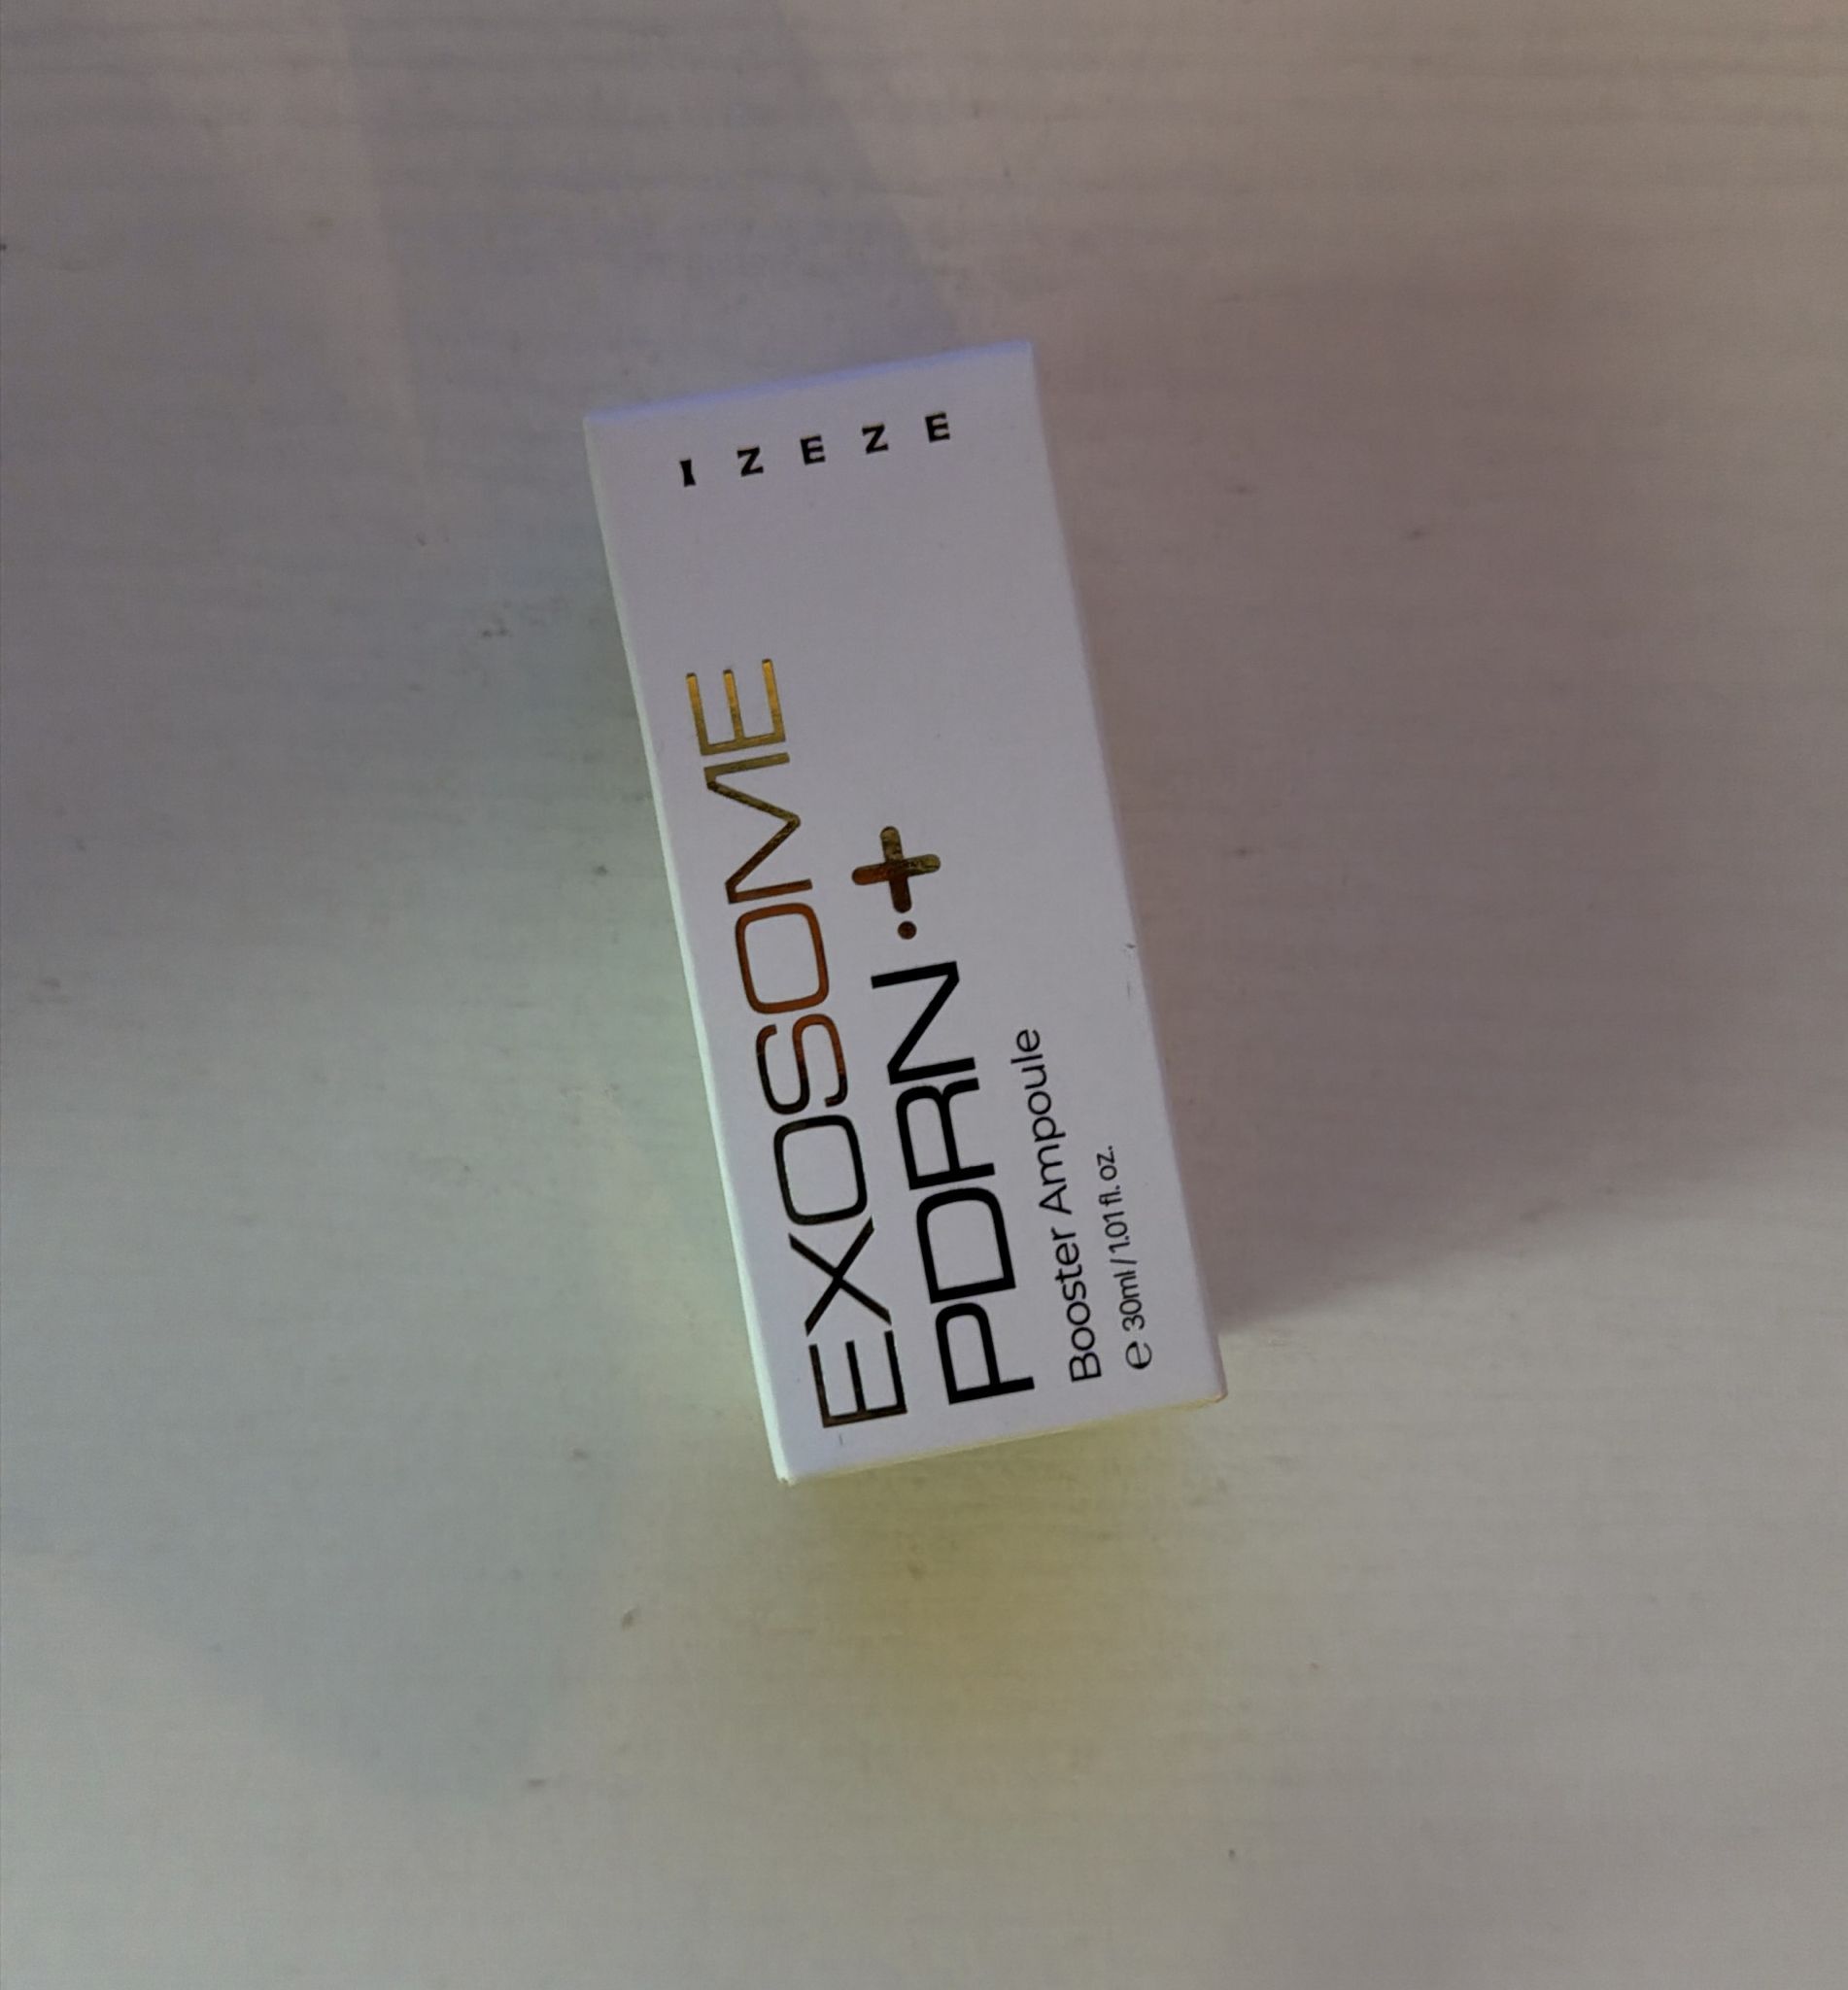 IZEZE
EXOSOME
PDRN·+
Booster Ampoule
e 30ml / 1.01 fl. oz.